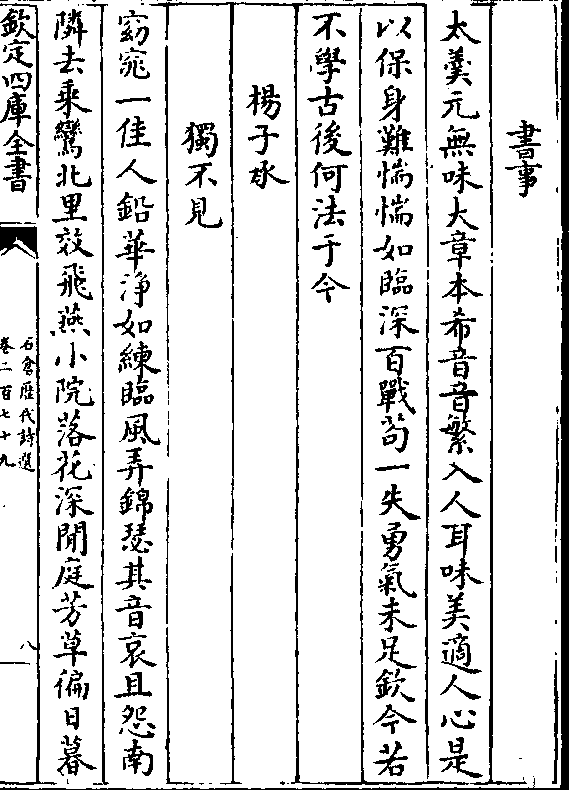 書事
太羹元無味大章本希音音繁入人耳味美適人心是
以保身難惴惴如臨深百戰茍一失勇氣未足欽今若
不學古後何法于今
楊子承
獨不見
窈窕一佳人鉛華淨如練臨風弄錦瑟其音哀且怨南
隣去乘鸞北里效飛燕小院落花深閒庭芳草徧日暮
欽定四庫全書
石倉歷代詩選
卷二百七十九
八